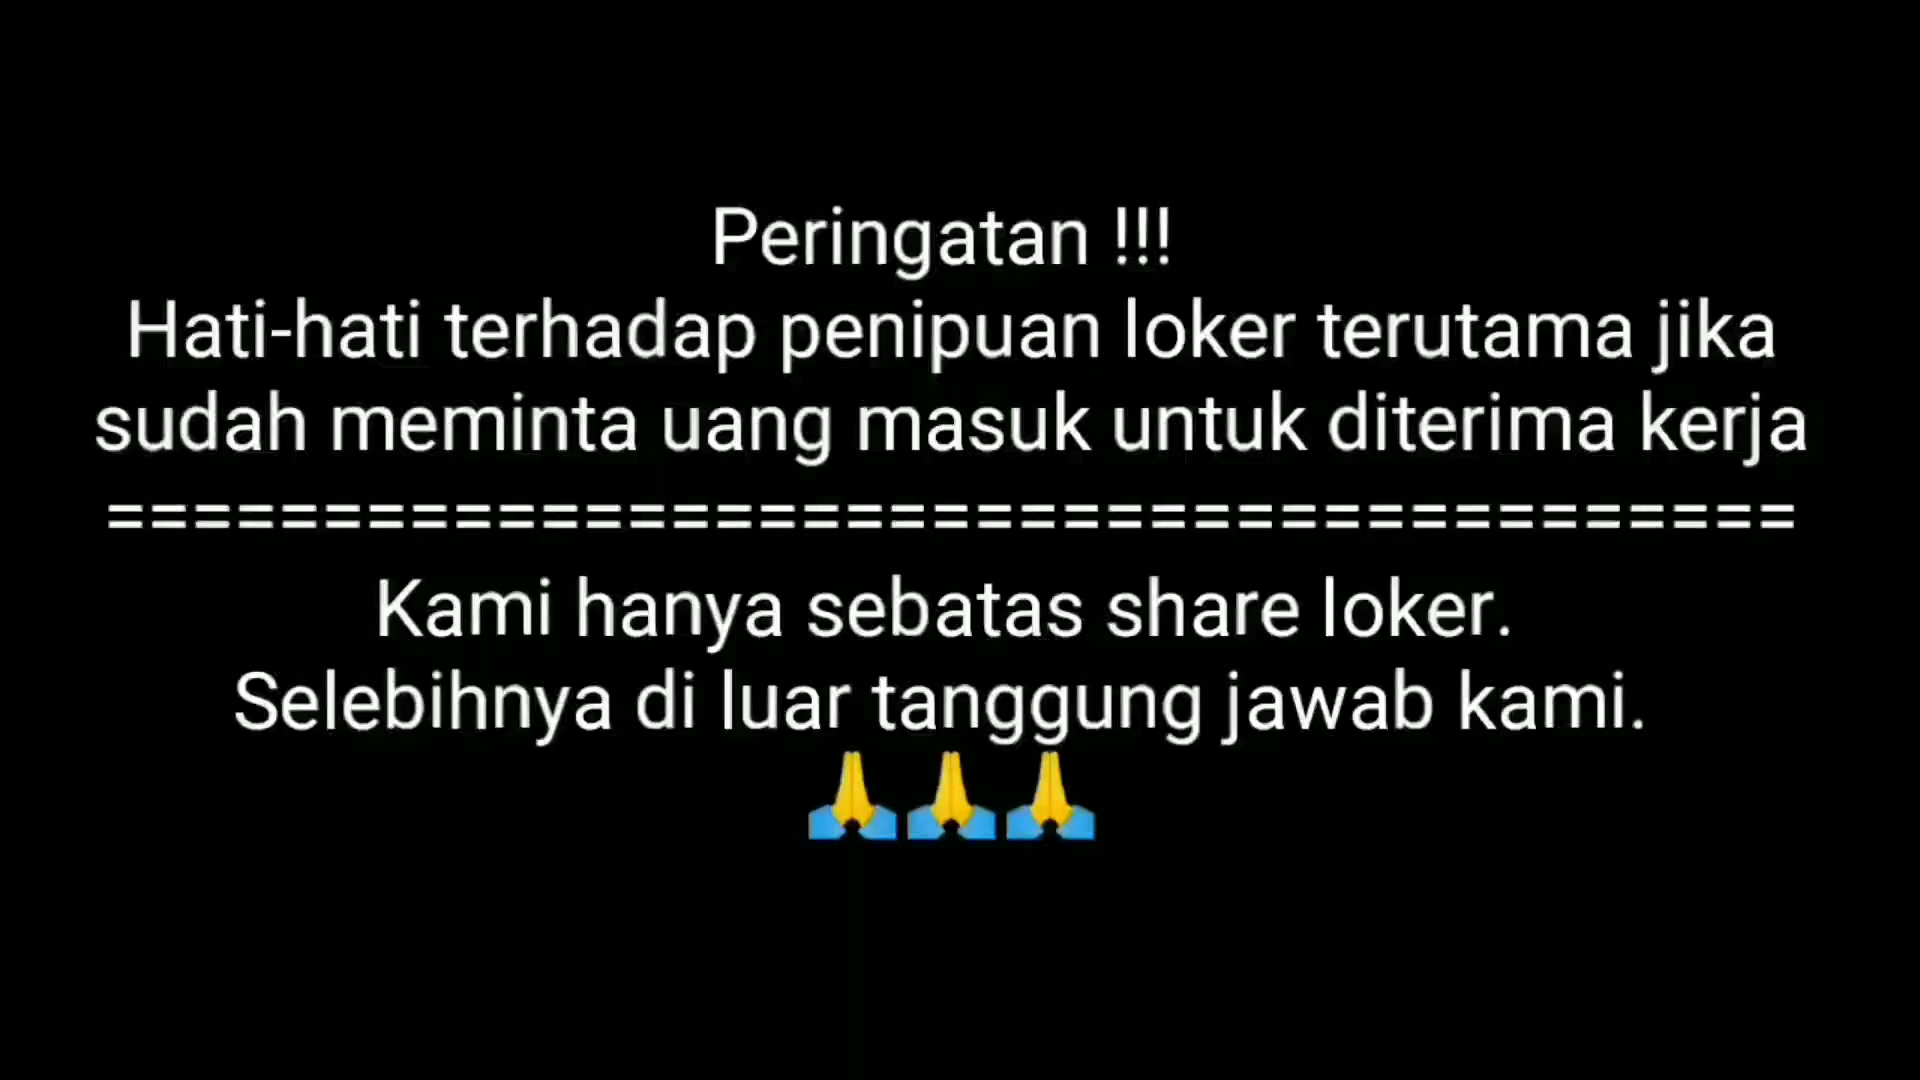 Peringatan !!!
Hati-hati terhadap penipuan loker terutama jika
sudah meminta uang masuk untuk diterima kerja
=======================================
Kami hanya sebatas share loker.
Selebihnya di luar tanggung jawab kami.
🙏🙏🙏